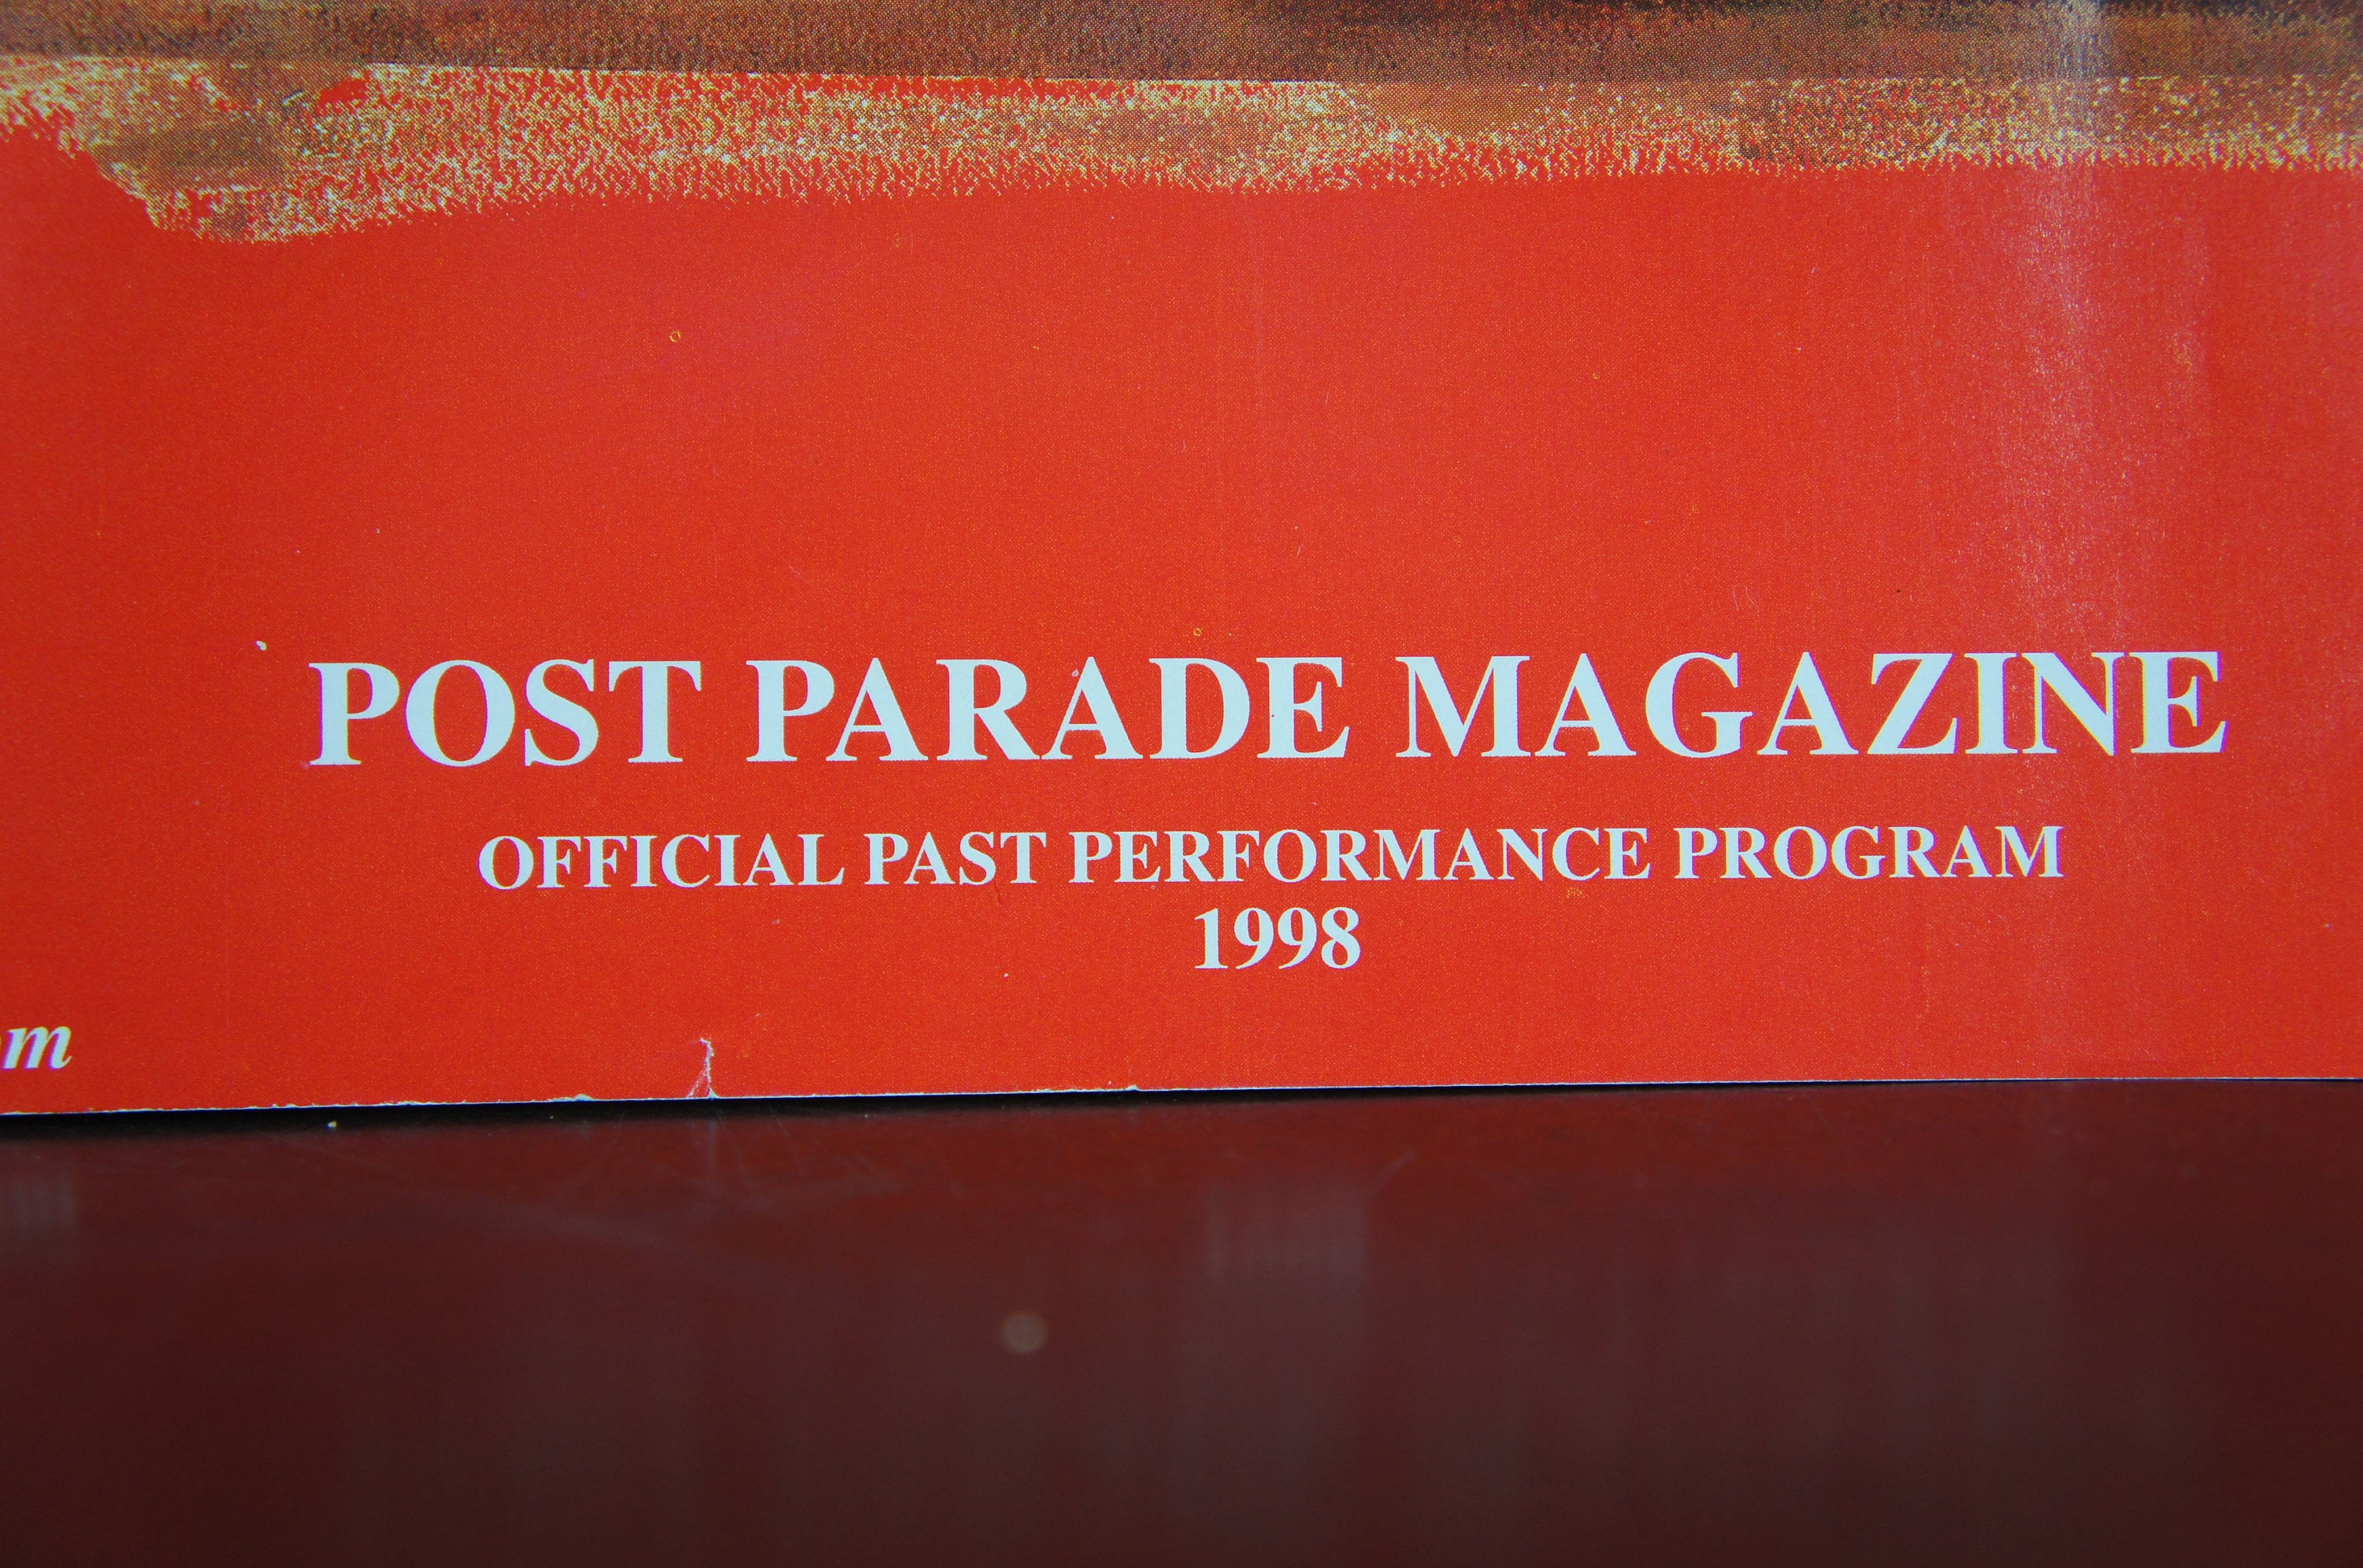 POST PARADE MAGAZINE
OFFICIAL PAST PERFORMANCE PROGRAM
1998
m